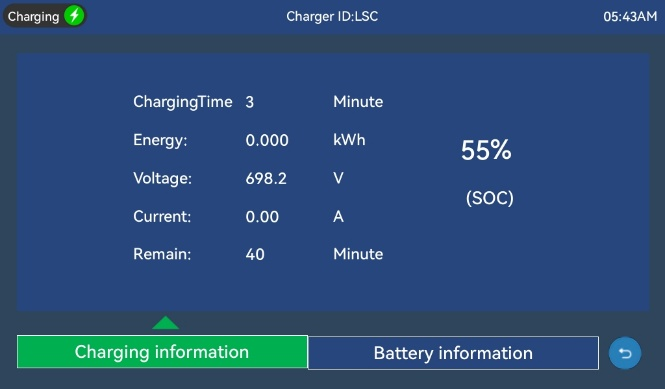 Charging Charger ID:LSC 05:43AM
ChargingTime 3 Minute
Energy: 0.000 kWh
55%
Voltage: 698.2 V
(SOC)
Current: 0.00 A
Remain: 40 Minute
Charging information Battery information